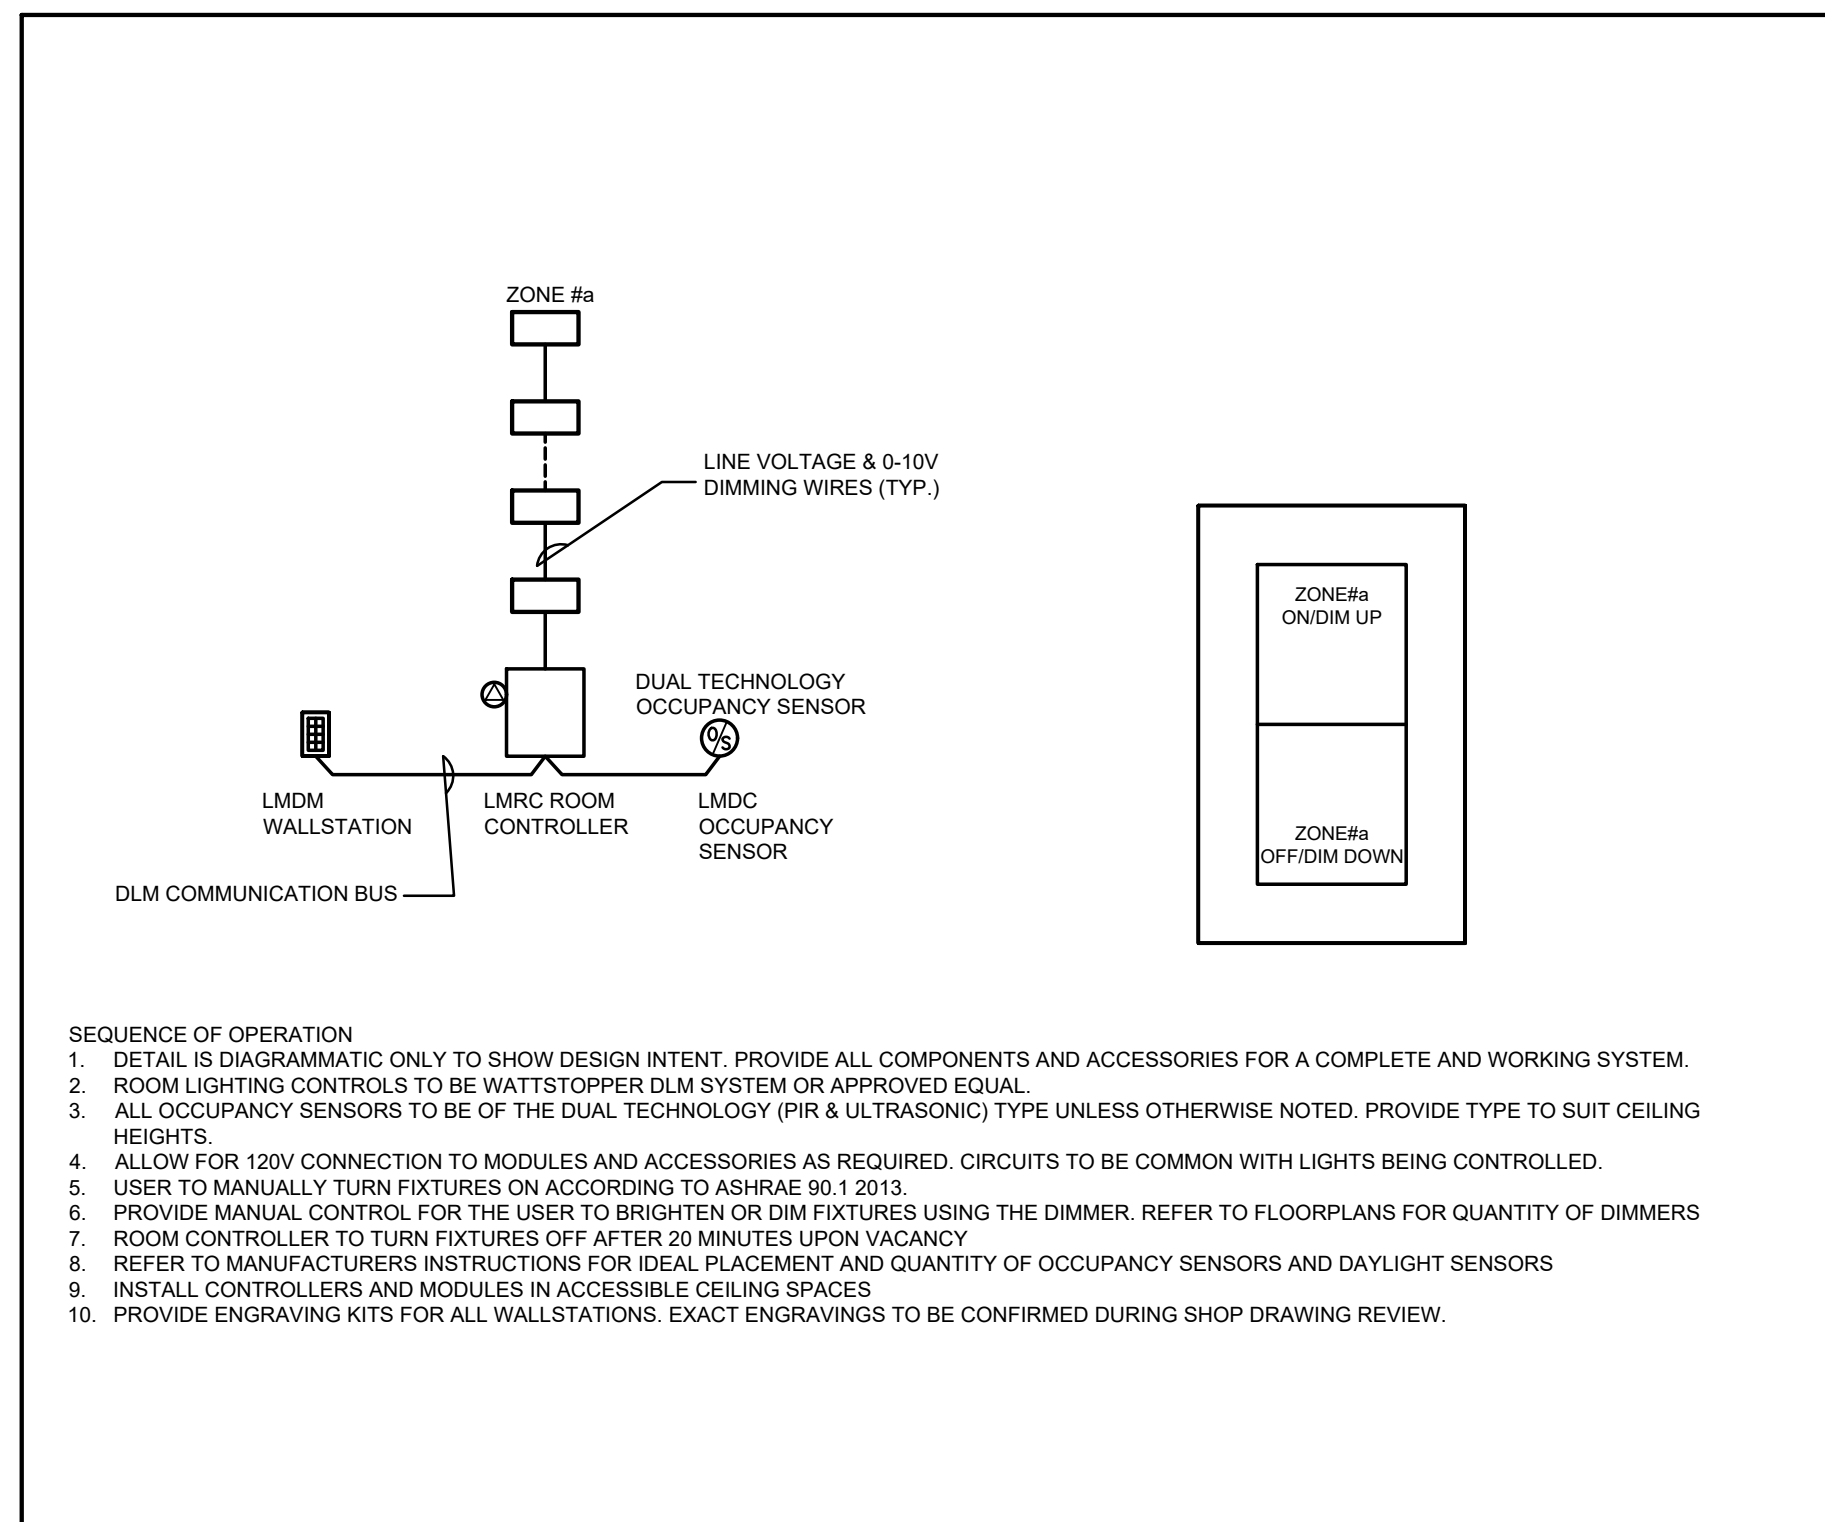 ZONE #a
LINE VOLTAGE & 0-10V
DIMMING WIRES (TYP.)
ZONE#a
ON/DIM UP
DUAL TECHNOLOGY
OCCUPANCY SENSOR
O/S
LMDM
WALLSTATION
LMRC ROOM
CONTROLLER
LMDC
OCCUPANCY
SENSOR
ZONE#a
OFF/DIM DOWN
DLM COMMUNICATION BUS
SEQUENCE OF OPERATION
1. DETAIL IS DIAGRAMMATIC ONLY TO SHOW DESIGN INTENT. PROVIDE ALL COMPONENTS AND ACCESSORIES FOR A COMPLETE AND WORKING SYSTEM.
2. ROOM LIGHTING CONTROLS TO BE WATTSTOPPER DLM SYSTEM OR APPROVED EQUAL.
3. ALL OCCUPANCY SENSORS TO BE OF THE DUAL TECHNOLOGY (PIR & ULTRASONIC) TYPE UNLESS OTHERWISE NOTED. PROVIDE TYPE TO SUIT CEILING
HEIGHTS.
4. ALLOW FOR 120V CONNECTION TO MODULES AND ACCESSORIES AS REQUIRED. CIRCUITS TO BE COMMON WITH LIGHTS BEING CONTROLLED.
5. USER TO MANUALLY TURN FIXTURES ON ACCORDING TO ASHRAE 90.1 2013.
6. PROVIDE MANUAL CONTROL FOR THE USER TO BRIGHTEN OR DIM FIXTURES USING THE DIMMER. REFER TO FLOORPLANS FOR QUANTITY OF DIMMERS
7. ROOM CONTROLLER TO TURN FIXTURES OFF AFTER 20 MINUTES UPON VACANCY
8. REFER TO MANUFACTURERS INSTRUCTIONS FOR IDEAL PLACEMENT AND QUANTITY OF OCCUPANCY SENSORS AND DAYLIGHT SENSORS
9. INSTALL CONTROLLERS AND MODULES IN ACCESSIBLE CEILING SPACES
10. PROVIDE ENGRAVING KITS FOR ALL WALLSTATIONS. EXACT ENGRAVINGS TO BE CONFIRMED DURING SHOP DRAWING REVIEW.